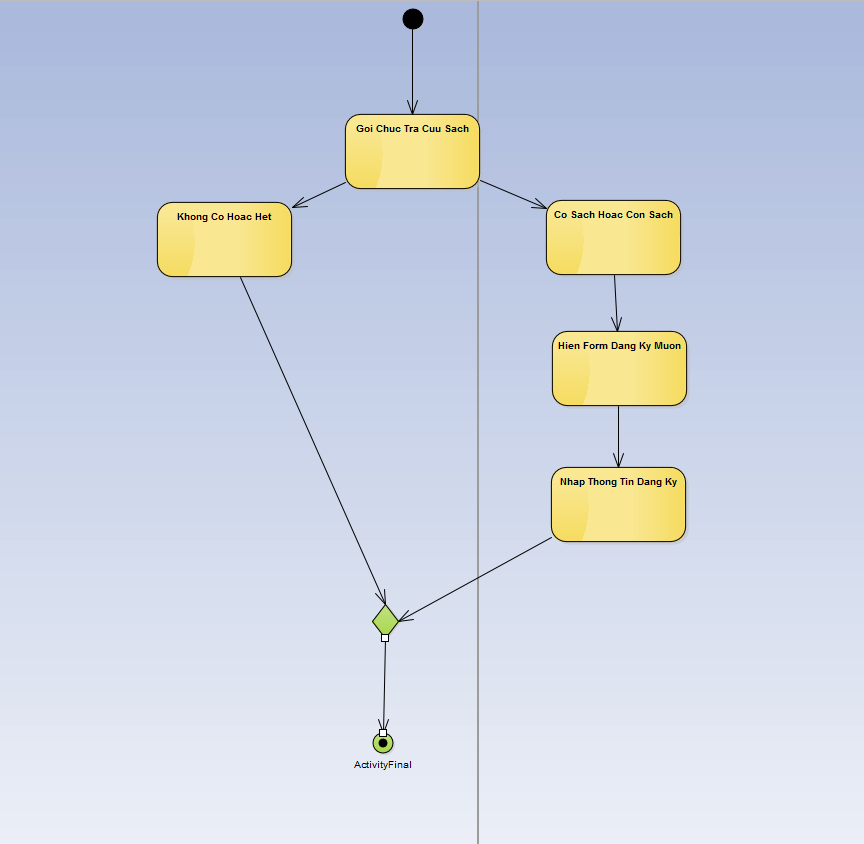 Goi Chuc Tra Cuu Sach
Khong Co Hoac Het
Co Sach Hoac Con Sach
Hien Form Dang Ky Muon
Nhap Thong Tin Dang Ky
ActivityFinal